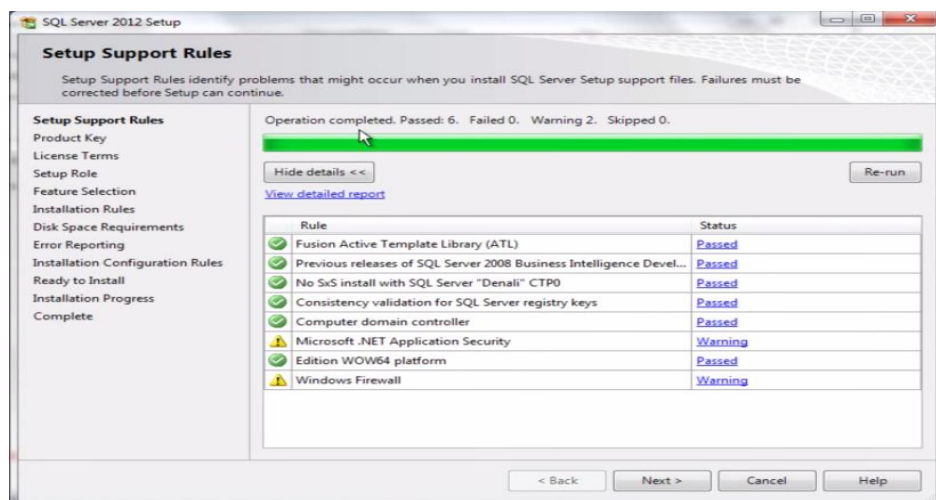 SQL Server 2012 Setup
Setup Support Rules
Setup Support Rules identify problems that might occur when you install SQL Server Setup support files. Failures must be
corrected before Setup can continue.
Setup Support Rules
Product Key
License Terms
Setup Role
Feature Selection
Installation Rules
Disk Space Requirements
Error Reporting
Installation Configuration Rules
Ready to Install
Installation Progress
Complete
Operation completed. Passed: 6. Failed 0. Warning 2. Skipped 0.
Hide details <<
Re-run
View detailed report
Rule Status
Fusion Active Template Library (ATL) Passed
Previous releases of SQL Server 2008 Business Intelligence Devel... Passed
No SxS install with SQL Server "Denali" CTP0 Passed
Consistency validation for SQL Server registry keys Passed
Computer domain controller Passed
Microsoft .NET Application Security Warning
Edition WOW64 platform Passed
Windows Firewall Warning
< Back Next > Cancel Help